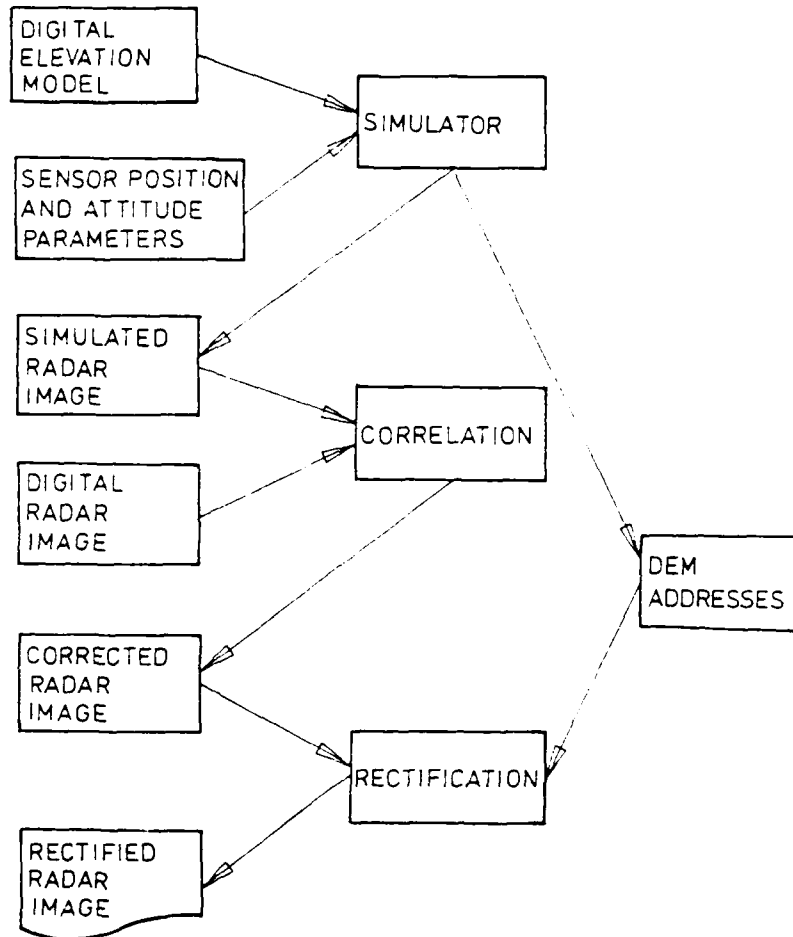 DIGITAL
ELEVATION
MODEL
SIMULATOR
SENSOR POSITION
AND ATTITUDE
PARAMETERS
SIMULATED
RADAR
IMAGE
CORRELATION
DIGITAL
RADAR
IMAGE
DEM
ADDRESSES
CORRECTED
RADAR
IMAGE
RECTIFICATION
RECTIFIED
RADAR
IMAGE